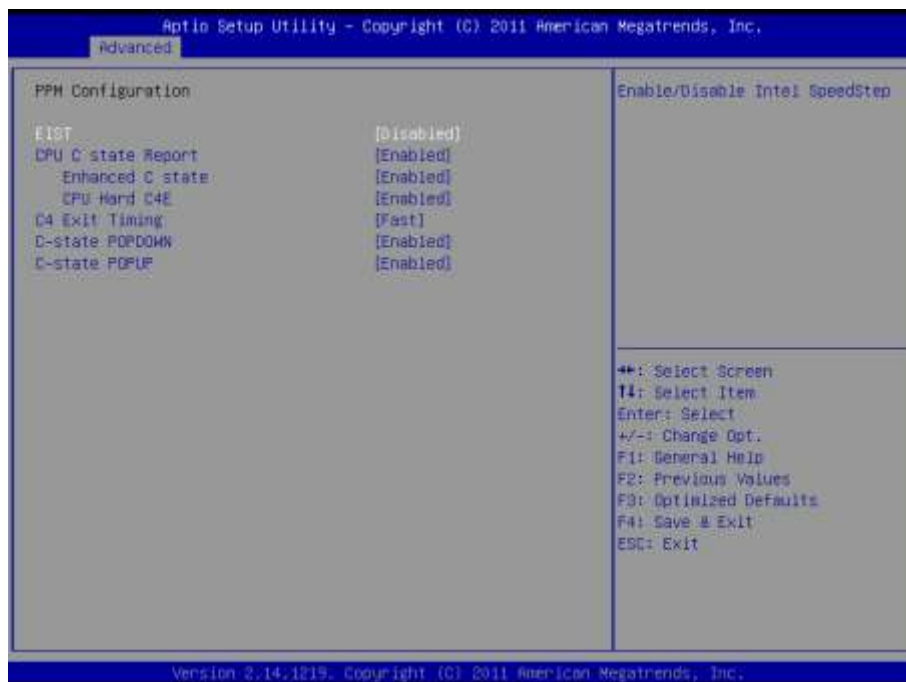 Aptio Setup Utility – Copyright (C) 2011 American Megatrends, Inc.
Advanced
PPM Configuration
EIST [Disabled]
CPU C state Report [Enabled]
Enhanced C state [Enabled]
CPU Hard C4E [Enabled]
C4 Exit Timing [Fast]
C-state POPDOWN [Enabled]
C-state POPUP [Enabled]
Enable/Disable Intel SpeedStep
→←: Select Screen
↑↓: Select Item
Enter: Select
+/-: Change Opt.
F1: General Help
F2: Previous Values
F3: Optimized Defaults
F4: Save & Exit
ESC: Exit
Version 2.14.1219. Copyright (C) 2011 American Megatrends, Inc.